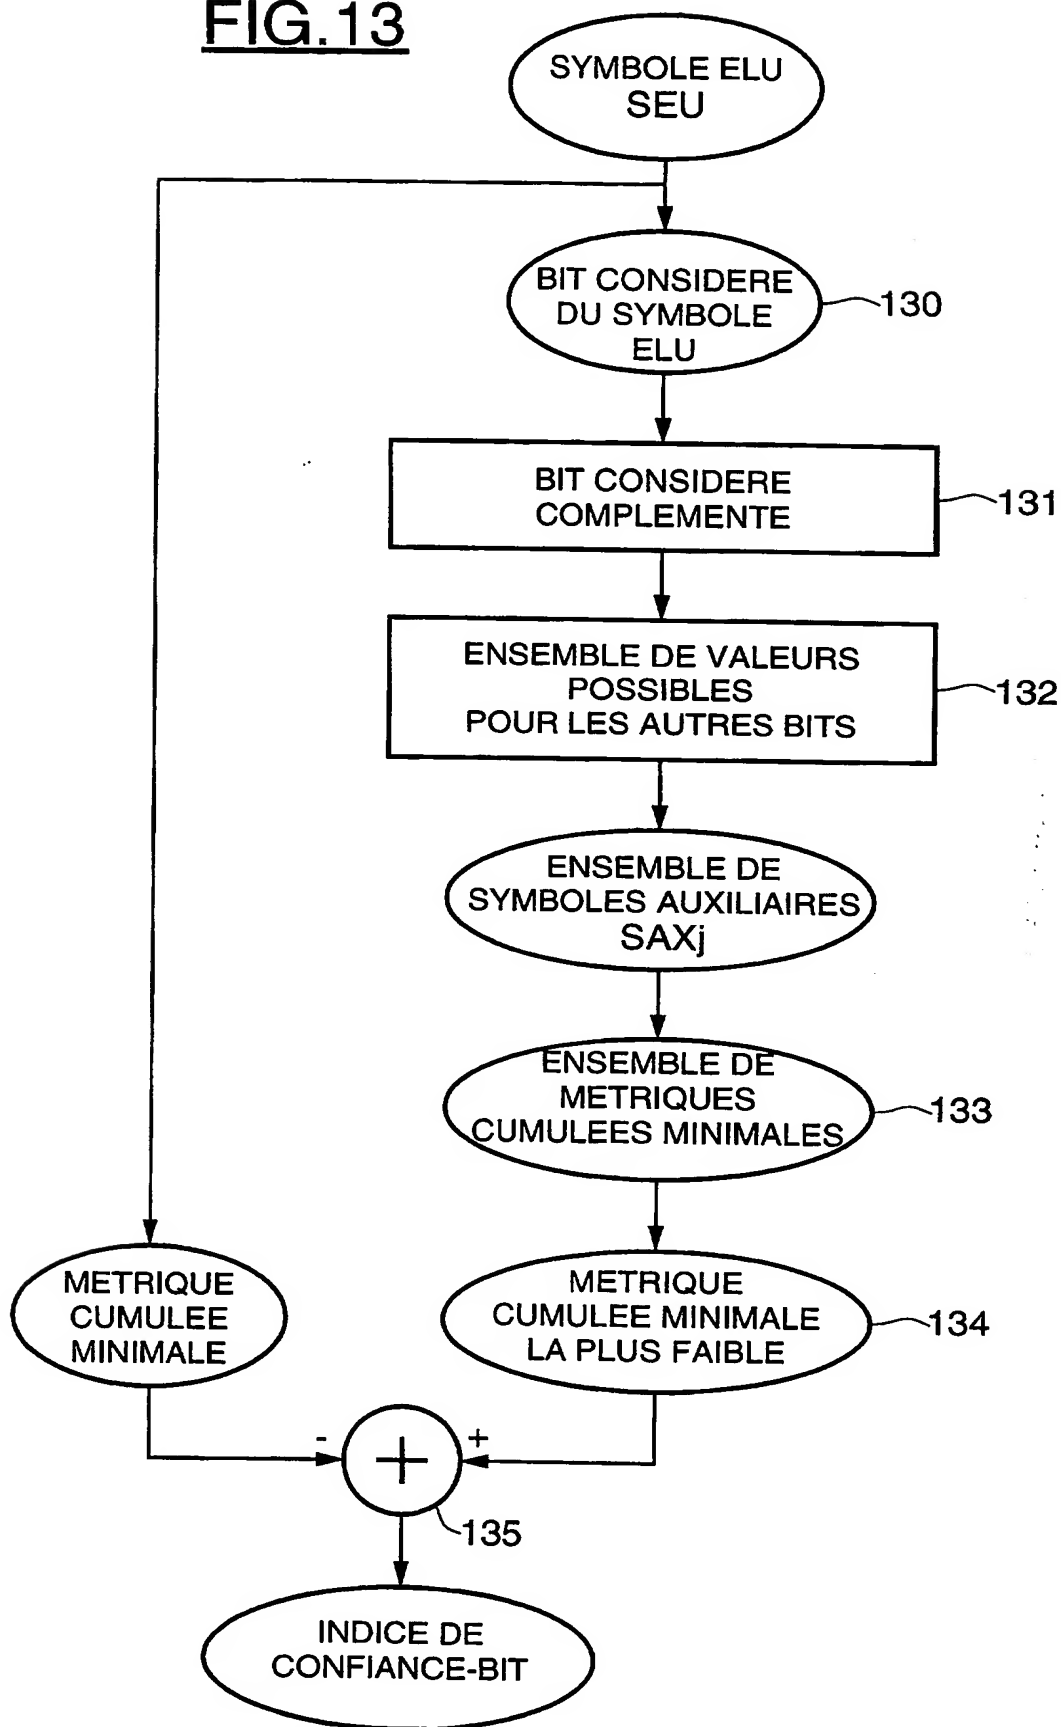 FIG.13
SYMBOLE ELU
SEU
BIT CONSIDERE
DU SYMBOLE
ELU
130
BIT CONSIDERE
COMPLEMENTE
131
ENSEMBLE DE VALEURS
POSSIBLES
POUR LES AUTRES BITS
132
ENSEMBLE DE
SYMBOLES AUXILIAIRES
SAXj
ENSEMBLE DE
METRIQUES
CUMULEES MINIMALES
133
METRIQUE
CUMULEE
MINIMALE
METRIQUE
CUMULEE MINIMALE
LA PLUS FAIBLE
134
- + +
135
INDICE DE
CONFIANCE-BIT